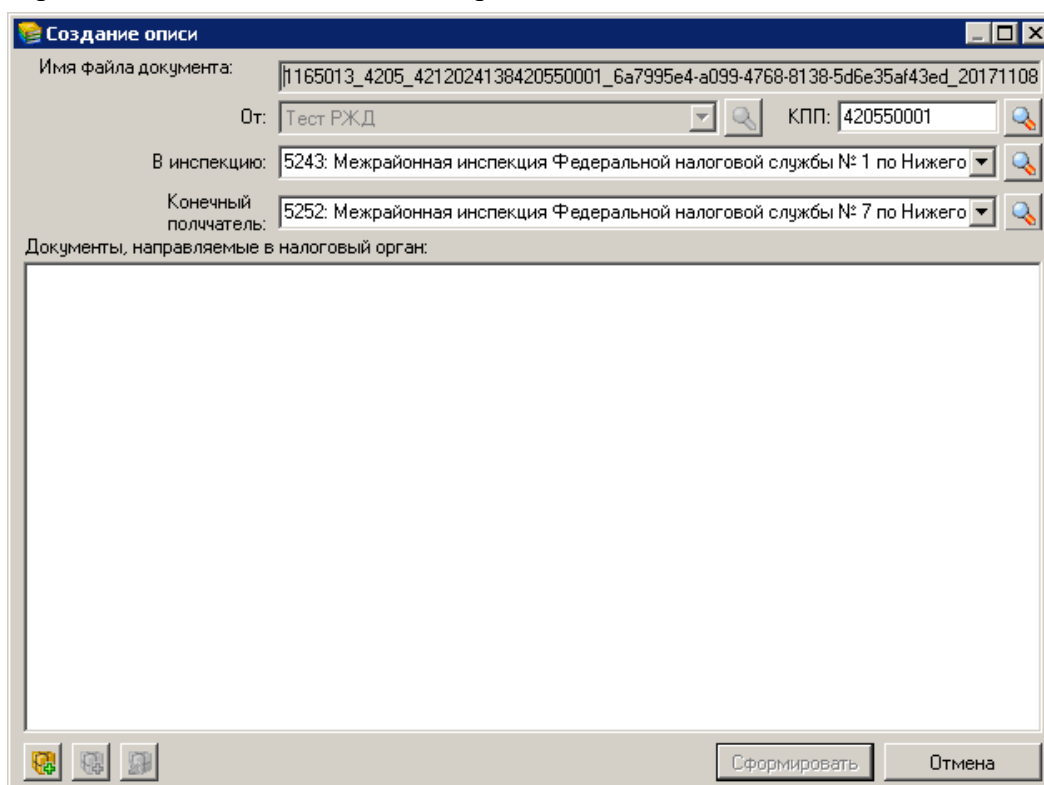 Создание описи
Имя файла документа: 1165013_4205_4212024138420550001_6a7995e4-a099-4768-8138-5d6e35af43ed_20171108
От: Тест РЖД КПП: 420550001
В инспекцию: 5243: Межрайонная инспекция Федеральной налоговой службы № 1 по Нижего
Конечный
полчатель: 5252: Межрайонная инспекция Федеральной налоговой службы № 7 по Нижего
Документы, направляемые в налоговый орган:
Сформировать Отмена